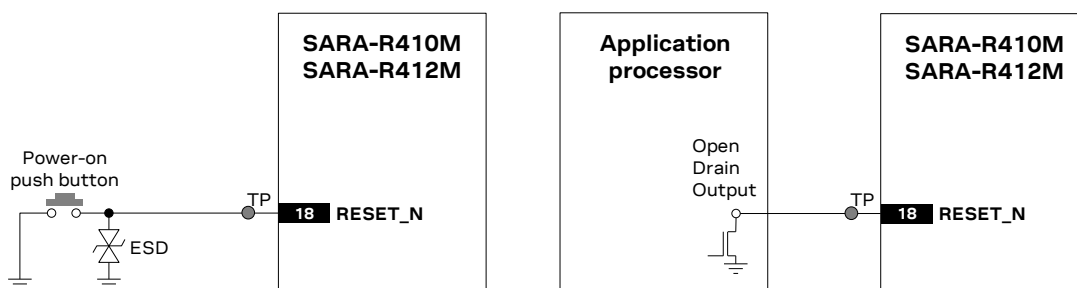 SARA-R410M
SARA-R412M
Power-on
push button
TP
18 RESET_N
ESD
Application
processor
Open
Drain
Output
SARA-R410M
SARA-R412M
TP
18 RESET_N